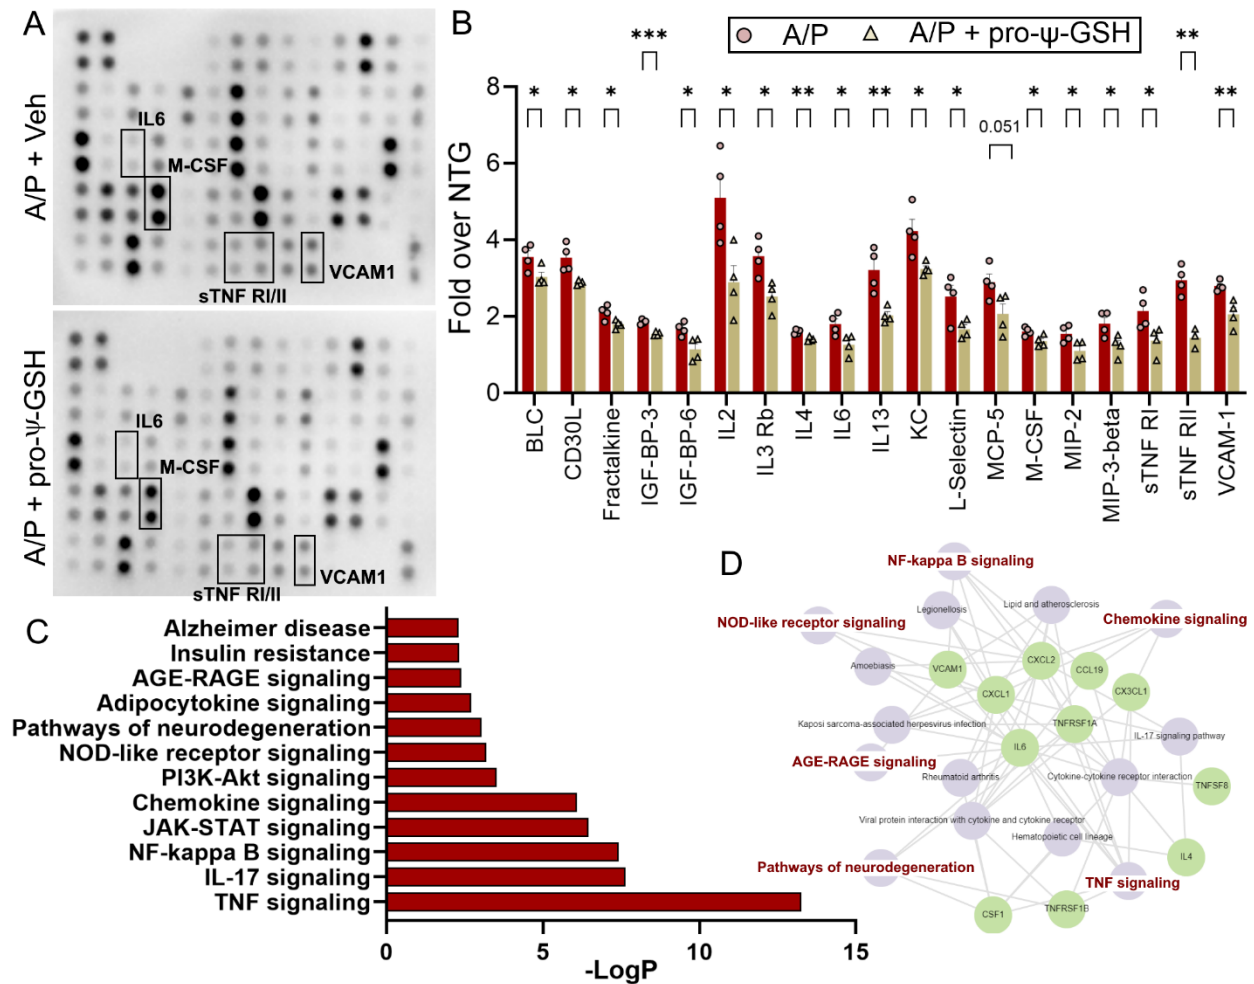 A
A/P + Veh
IL6
M-CSF
VCAM1
sTNF RI/II
A/P + pro-Ψ-GSH
IL6
M-CSF
VCAM1
sTNF RI/II
B
A/P
A/P + pro-ψ-GSH
* * * *** * * * ** * ** * * 0.051 * * * * ** **
Fold over NTG
8
6
4
2
0
BLC
CD30L
Fractalkine
IGF-BP-3
IGF-BP-6
IL2
IL3 Rb
IL4
IL6
IL13
KC
L-Selectin
MCP-5
M-CSF
MIP-2
MIP-3-beta
sTNF RI
sTNF RII
VCAM-1
C
Alzheimer disease
Insulin resistance
AGE-RAGE signaling
Adipocytokine signaling
Pathways of neurodegeneration
NOD-like receptor signaling
PI3K-Akt signaling
Chemokine signaling
JAK-STAT signaling
NF-kappa B signaling
IL-17 signaling
TNF signaling
0 5 10 15
-LogP
D
NF-kappa B signaling
Legionellosis
Lipid and atherosclerosis
NOD-like receptor signaling
Chemokine signaling
Amoebiasis
VCAM1
CXCL2
CCL19
CXCL1
CX3CL1
Kaposi sarcoma-associated herpesvirus infection
TNFRSF1A
IL-17 signaling pathway
IL6
AGE-RAGE signaling
Rheumatoid arthritis
Cytokine-cytokine receptor interaction
TNFSF8
Viral protein interaction with cytokine and cytokine receptor
Hematopoietic cell lineage
IL4
Pathways of neurodegeneration
TNF signaling
CSF1
TNFRSF1B